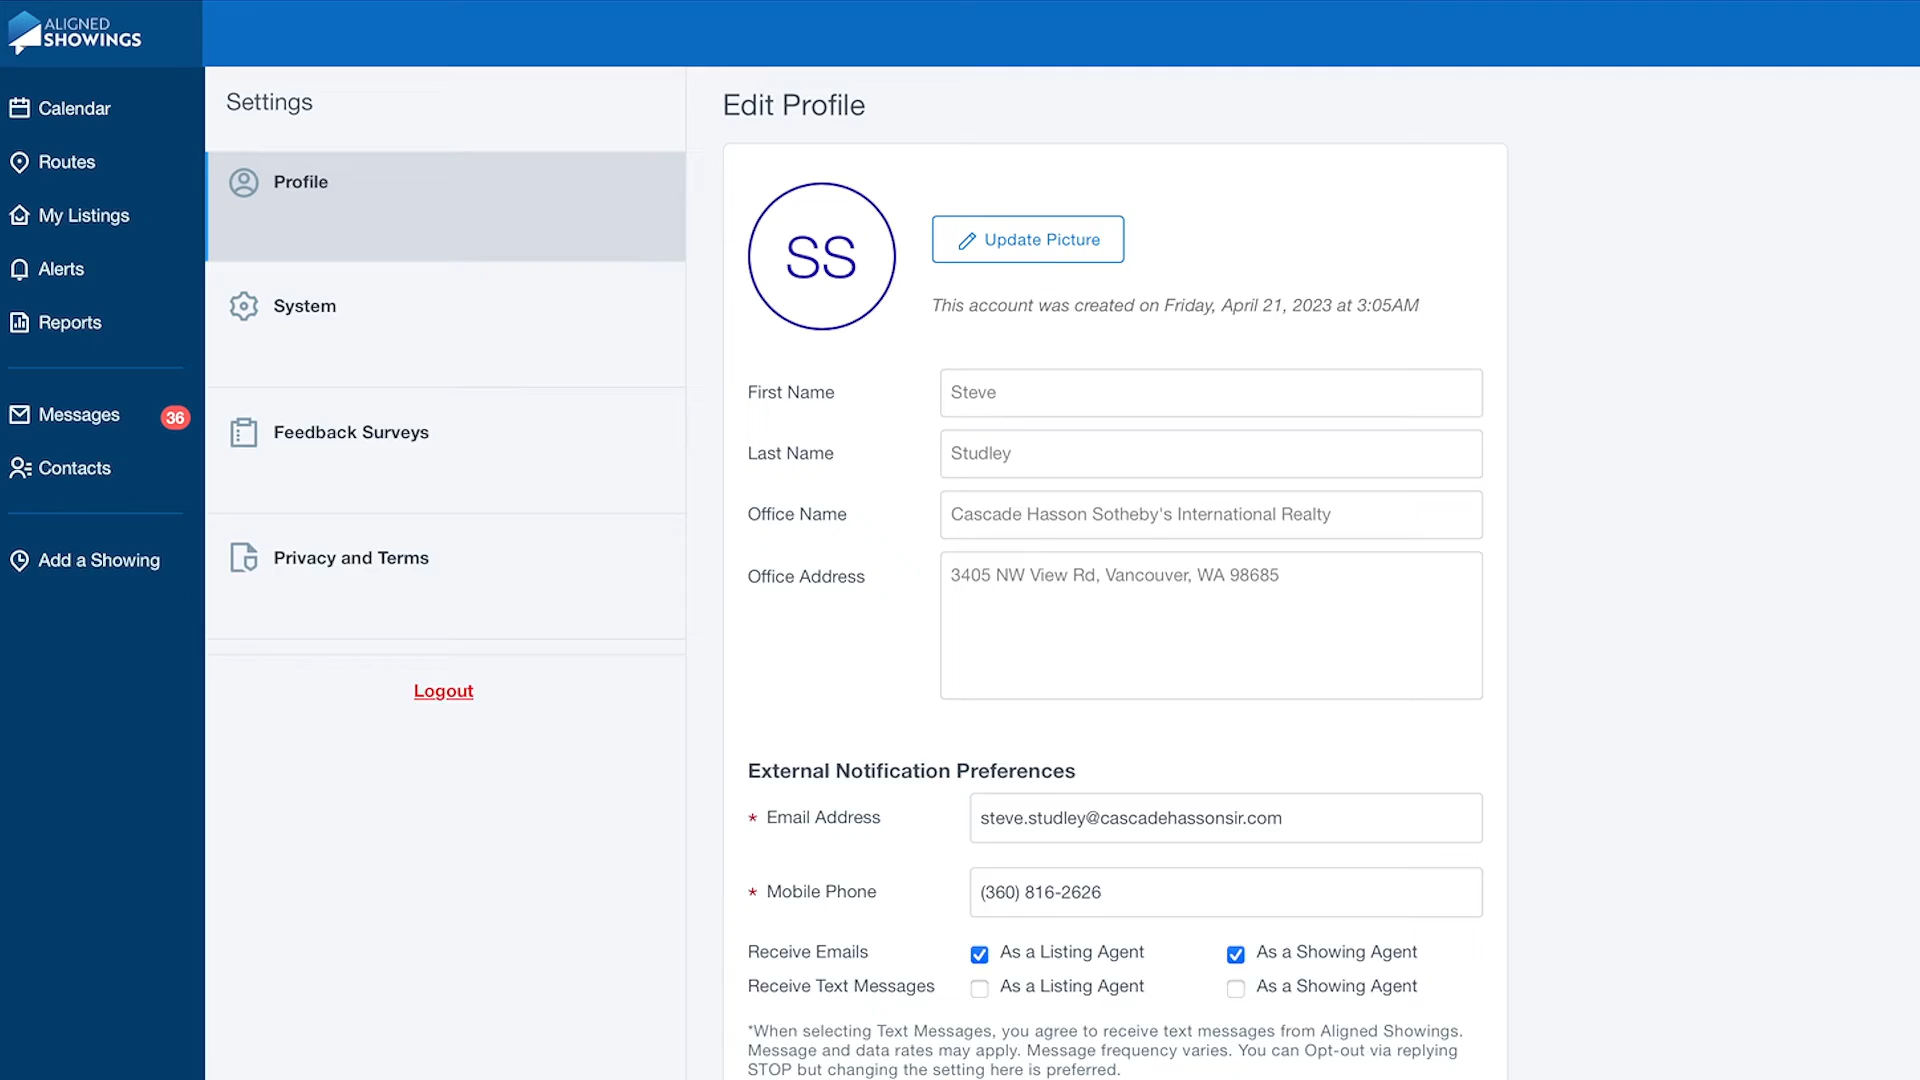 ALIGNED
SHOWINGS
Calendar
Routes
My Listings
Alerts
Reports
Messages 36
Contacts
Add a Showing
Settings
Profile
System
Feedback Surveys
Privacy and Terms
Logout
Edit Profile
SS
Update Picture
This account was created on Friday, April 21, 2023 at 3:05AM
First Name Steve
Last Name Studley
Office Name Cascade Hasson Sotheby's International Realty
Office Address 3405 NW View Rd, Vancouver, WA 98685
External Notification Preferences
* Email Address steve.studley@cascadehassonsir.com
* Mobile Phone (360) 816-2626
Receive Emails As a Listing Agent As a Showing Agent
Receive Text Messages As a Listing Agent As a Showing Agent
*When selecting Text Messages, you agree to receive text messages from Aligned Showings.
Message and data rates may apply. Message frequency varies. You can Opt-out via replying
STOP but changing the setting here is preferred.